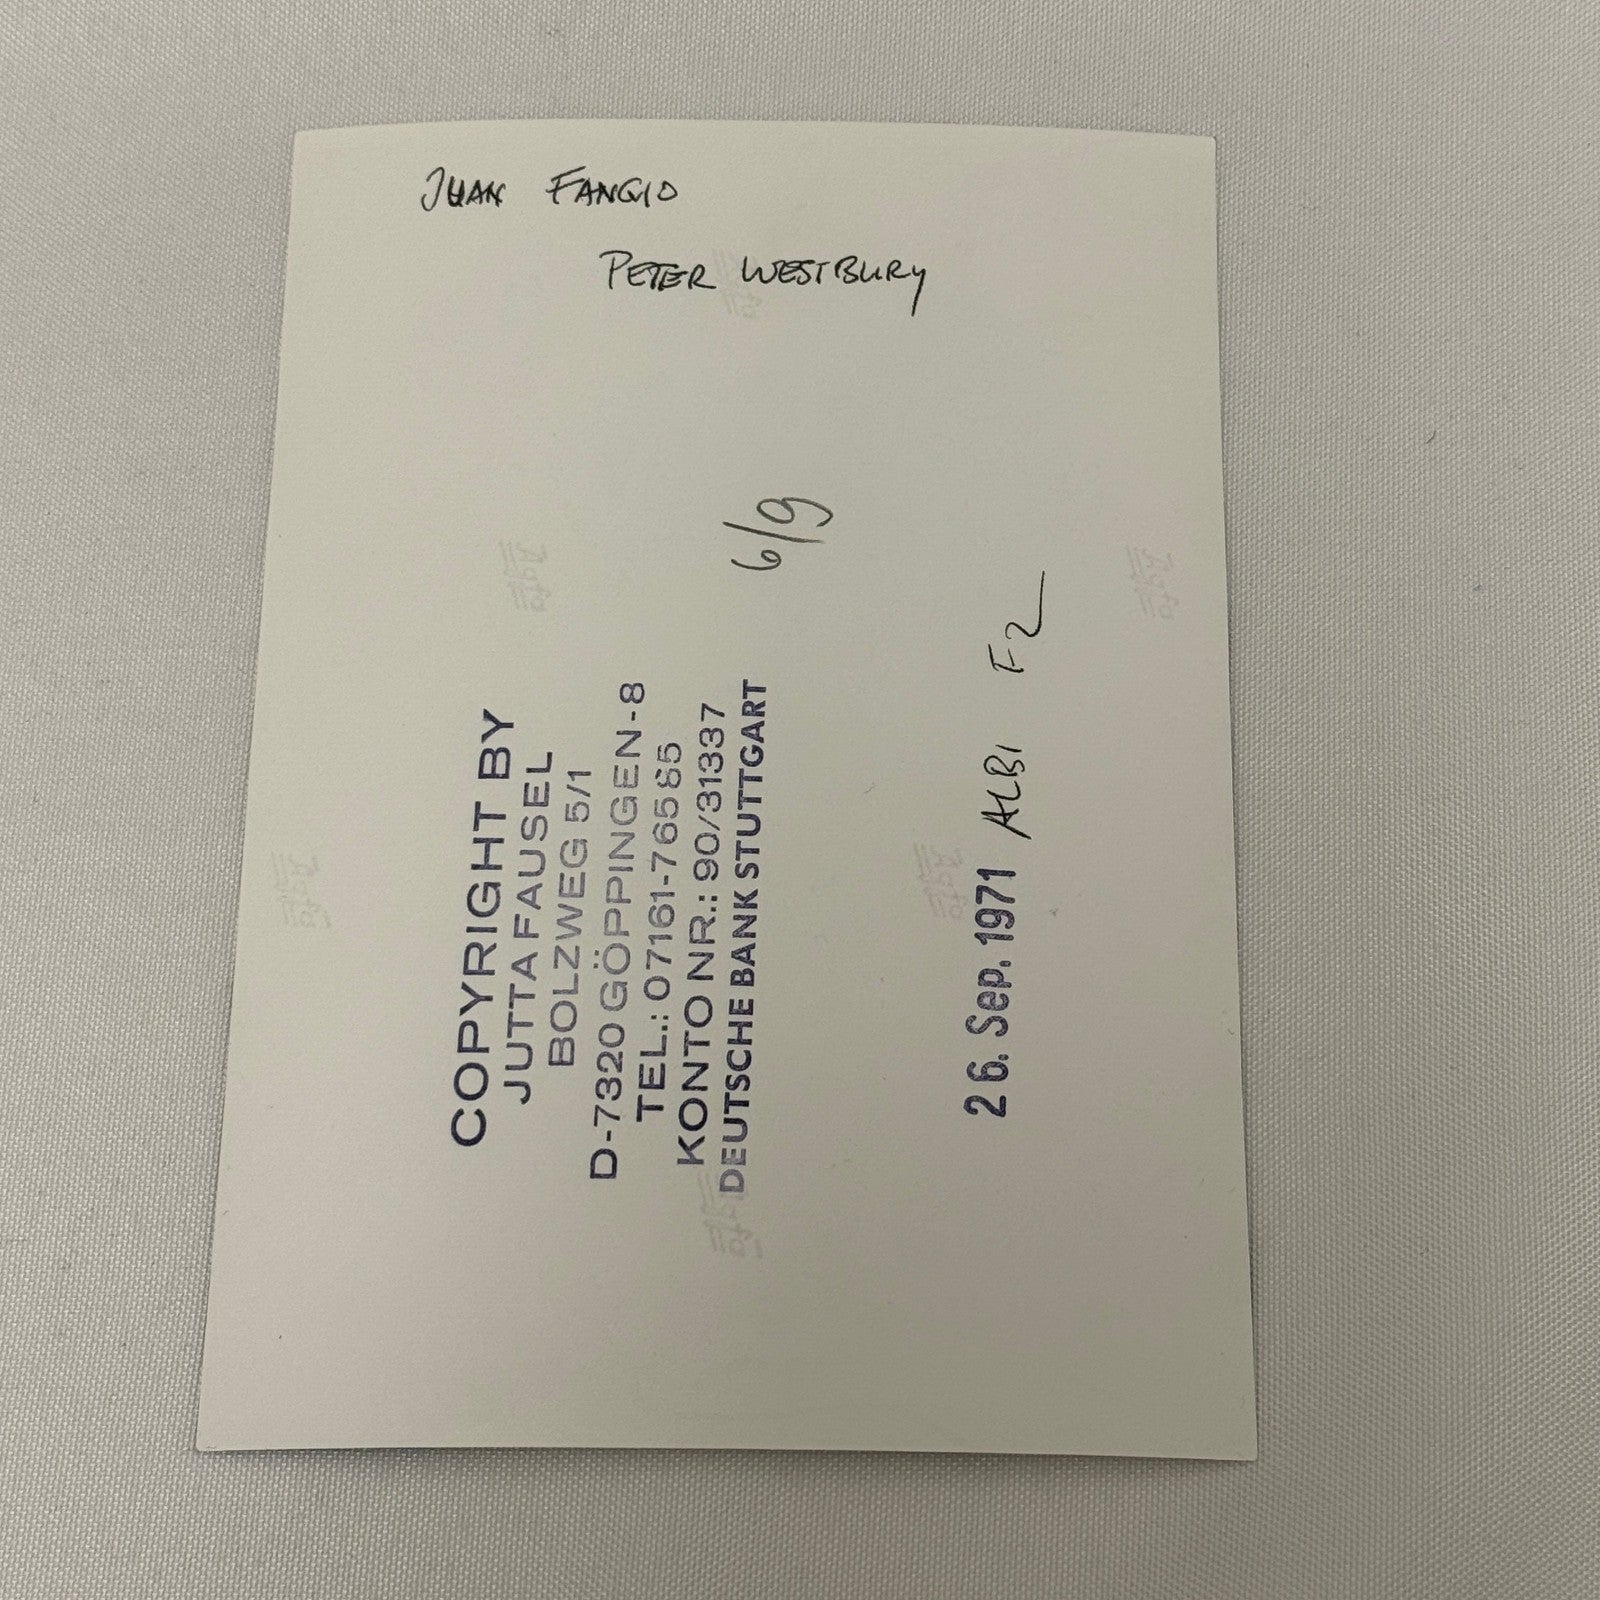 JUAN FANGIO
PETER WESTBURY
6/9
COPYRIGHT BY
JUTTA FAUSEL
BOLZWEG 5/1
D-7320 GÖPPINGEN-8
TEL.: 07161-76585
KONTO NR.: 90/31337
DEUTSCHE BANK STUTTGART
26. Sep. 1971 ALBI F2